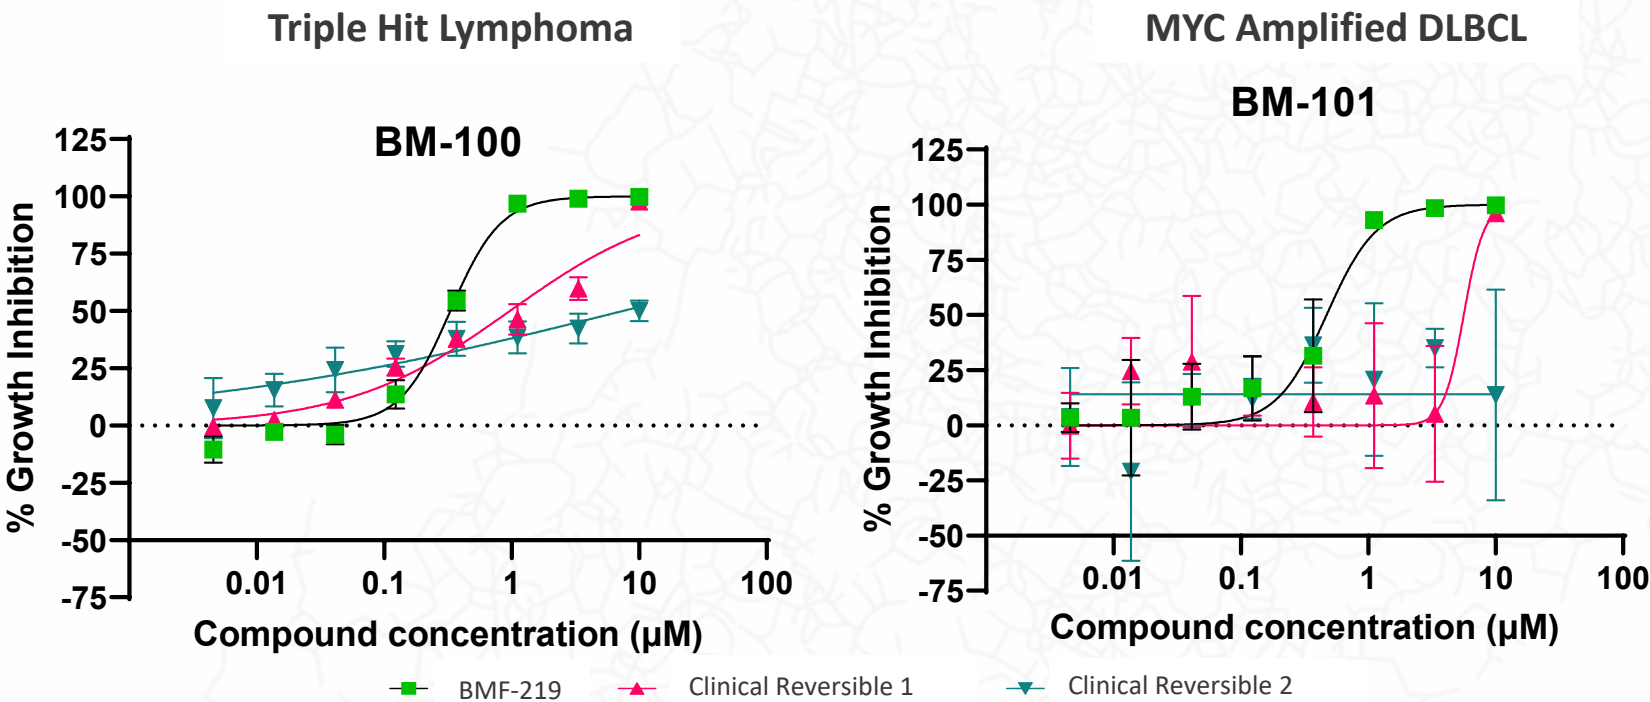 Triple Hit Lymphoma
MYC Amplified DLBCL
BM-100
% Growth Inhibition
125
100
75
50
25
0
-25
-50
-75
0.01 0.1 1 10 100
Compound concentration (µM)
BM-101
% Growth Inhibition
125
100
75
50
25
0
-25
-50
-75
0.01 0.1 1 10 100
Compound concentration (µM)
BMF-219 Clinical Reversible 1 Clinical Reversible 2